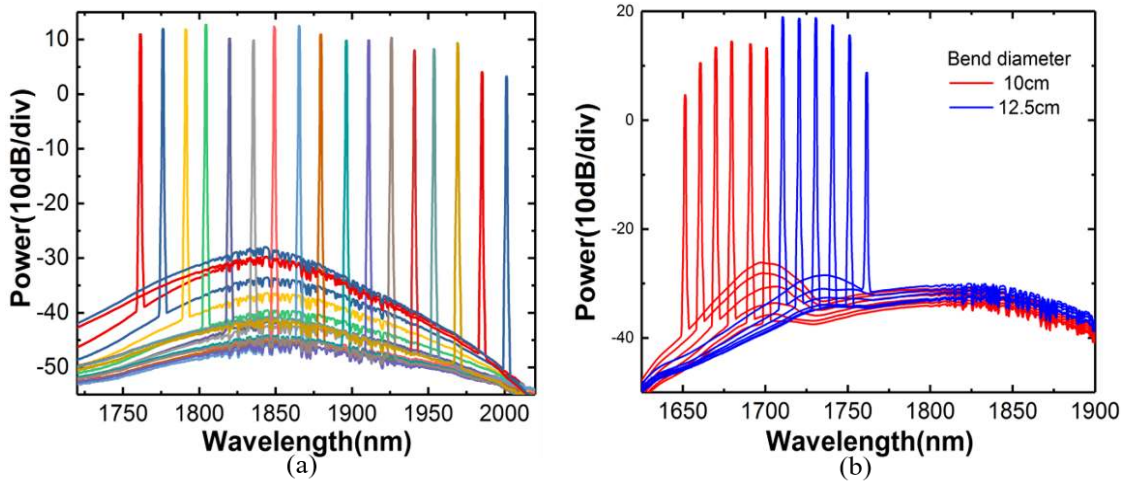 10
0
-10
-20
-30
-40
-50
Power(10dB/div)
1750 1800 1850 1900 1950 2000
Wavelength(nm)
(a)
20
0
-20
-40
Power(10dB/div)
Bend diameter
10cm
12.5cm
1650 1700 1750 1800 1850 1900
Wavelength(nm)
(b)